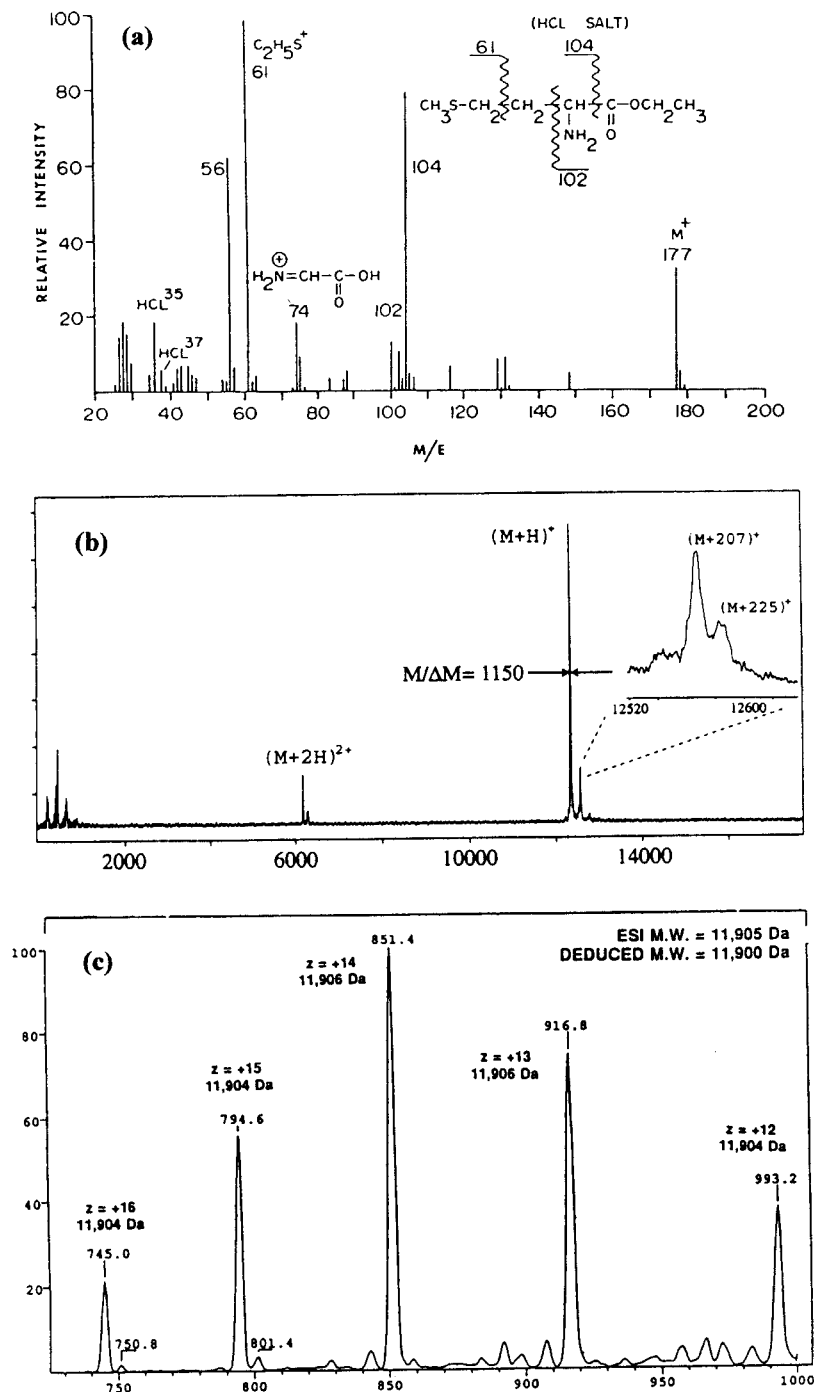 (a)
100
80
60
40
20
RELATIVE INTENSITY
C2H5S+
61
56
104
M+
177
102
74
H2N=CH-C-OH
+
O
HCL35
HCL37
(HCL SALT)
61
104
CH3S-CH2CH2-CH-C-OCH2CH3
NH2 O
102
20 40 60 80 100 120 140 160 180 200
M/E
(b)
(M+H)+
(M+207)+
(M+225)+
M/ΔM= 1150
12520 12600
(M+2H)2+
2000 6000 10000 14000
(c)
ESI M.W. = 11,905 Da
DEDUCED M.W. = 11,900 Da
100
80
60
40
20
851.4
z = +14
11,906 Da
916.8
z = +13
11,906 Da
z = +15
11,904 Da
794.6
z = +12
11,904 Da
993.2
z = +16
11,904 Da
745.0
750.8
801.4
750 800 850 900 950 1000